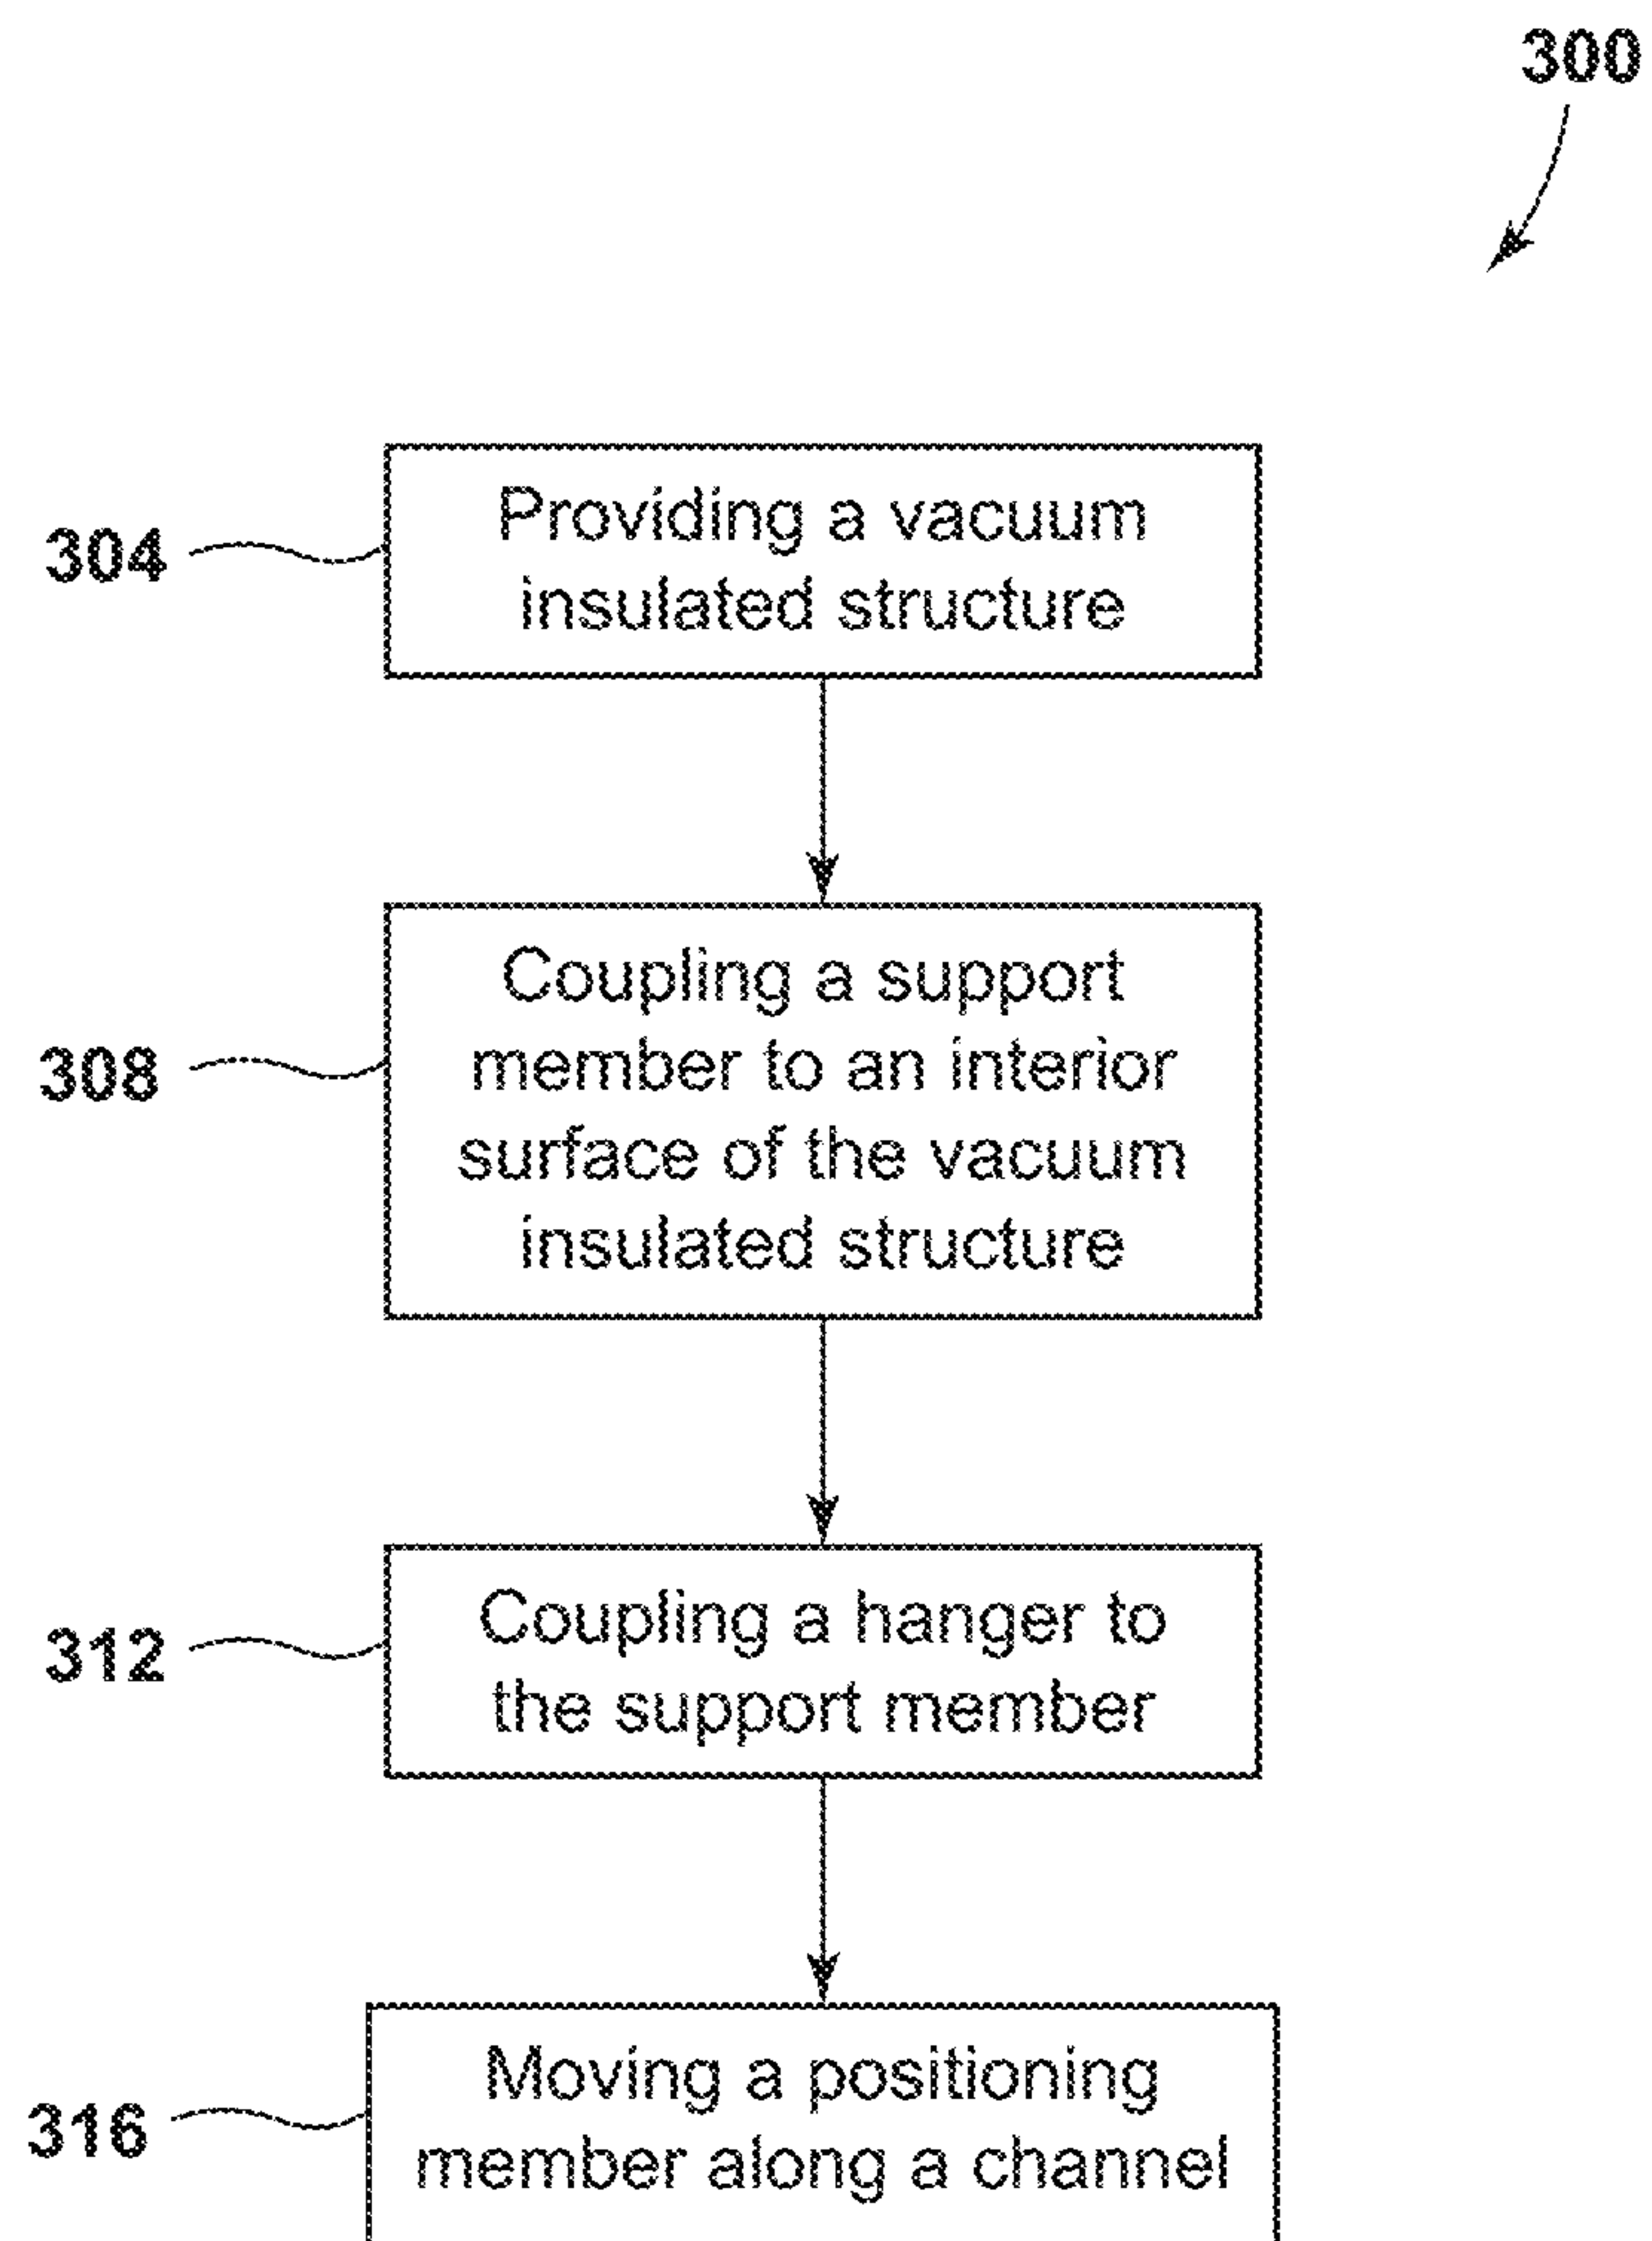 300
304
Providing a vacuum
insulated structure
308
Coupling a support
member to an interior
surface of the vacuum
insulated structure
312
Coupling a hanger to
the support member
316
Moving a positioning
member along a channel